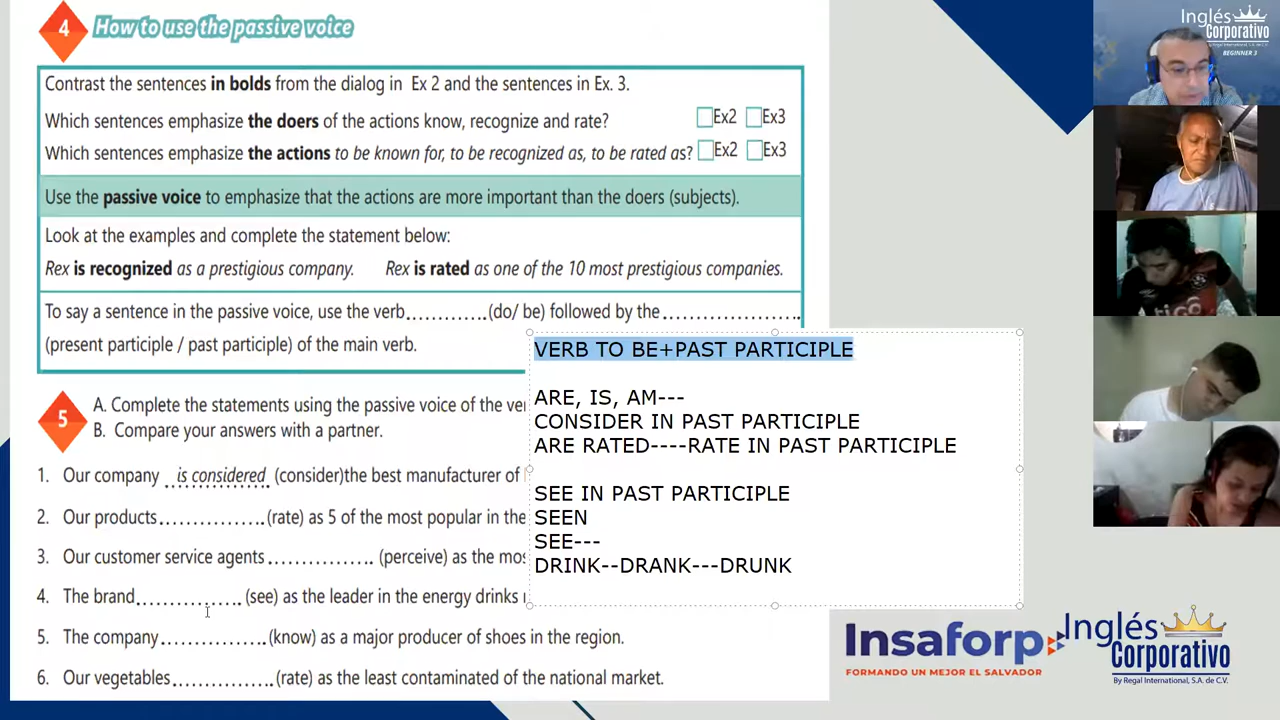 4 How to use the passive voice
Contrast the sentences in bolds from the dialog in Ex 2 and the sentences in Ex. 3.
Which sentences emphasize the doers of the actions know, recognize and rate? Ex2 Ex3
Which sentences emphasize the actions to be known for, to be recognized as, to be rated as? Ex2 Ex3
Use the passive voice to emphasize that the actions are more important than the doers (subjects).
Look at the examples and complete the statement below:
Rex is recognized as a prestigious company. Rex is rated as one of the 10 most prestigious companies.
To say a sentence in the passive voice, use the verb............(do/ be) followed by the ....................
(present participle / past participle) of the main verb.
VERB TO BE+PAST PARTICIPLE
ARE, IS, AM---
CONSIDER IN PAST PARTICIPLE
ARE RATED----RATE IN PAST PARTICIPLE
SEE IN PAST PARTICIPLE
SEEN
SEE---
DRINK--DRANK---DRUNK
5 A. Complete the statements using the passive voice of the
B. Compare your answers with a partner.
1. Our company is considered (consider)the best manufacturer of
2. Our products............... (rate) as 5 of the most popular in the
3. Our customer service agents ............... (perceive) as the
4. The brand............... (see) as the leader in the energy drinks
5. The company............... (know) as a major producer of shoes in the region.
6. Our vegetables............... (rate) as the least contaminated of the national market.
Inglés
Corporativo
By Regal International, S.A. de C.V.
BEGINNER 3
TIGO
Insaforp
FORMANDO UN MEJOR EL SALVADOR
Inglés
Corporativo
By Regal International, S.A. de C.V.